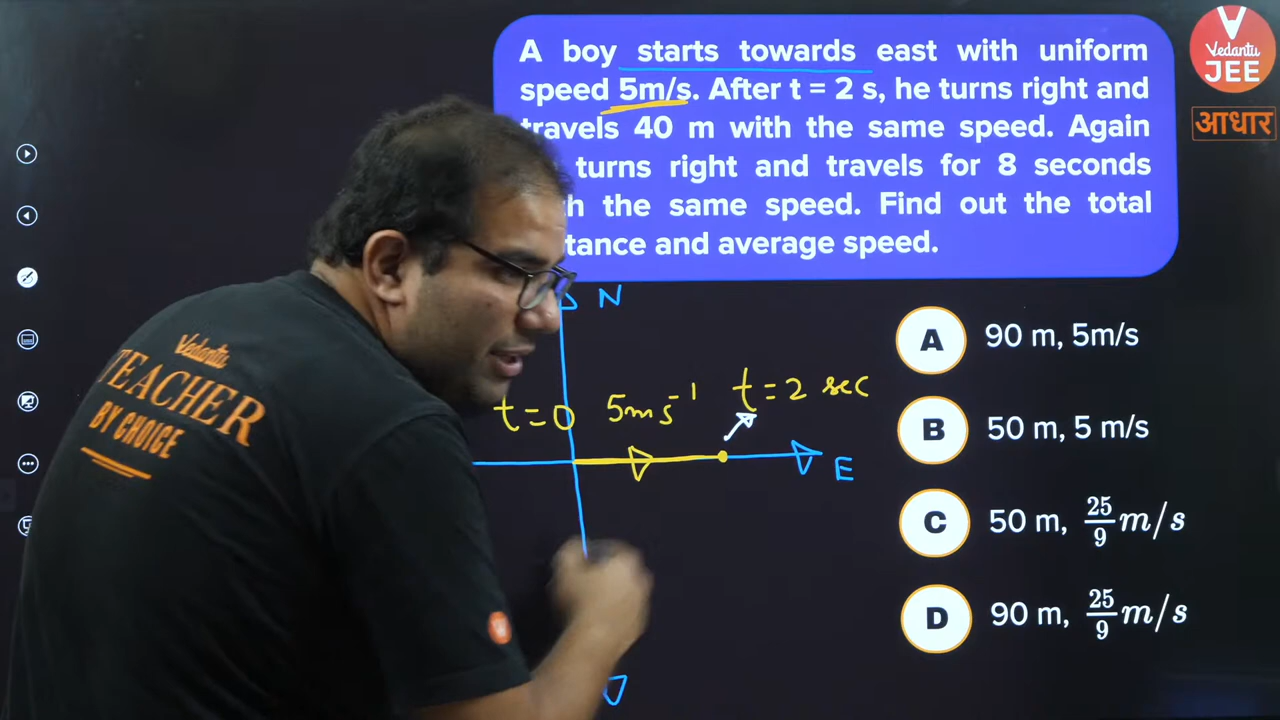 A boy starts towards east with uniform
speed 5m/s. After t = 2 s, he turns right and
travels 40 m with the same speed. Again
turns right and travels for 8 seconds
the same speed. Find out the total
and average speed.
Vedantu
JEE
आधार
N
t=0 5ms⁻¹ t=2 sec
E
A 90 m, 5m/s
B 50 m, 5 m/s
C 50 m, 25/9 m/s
D 90 m, 25/9 m/s
Vedantu
TEACHER
BY CHOICE